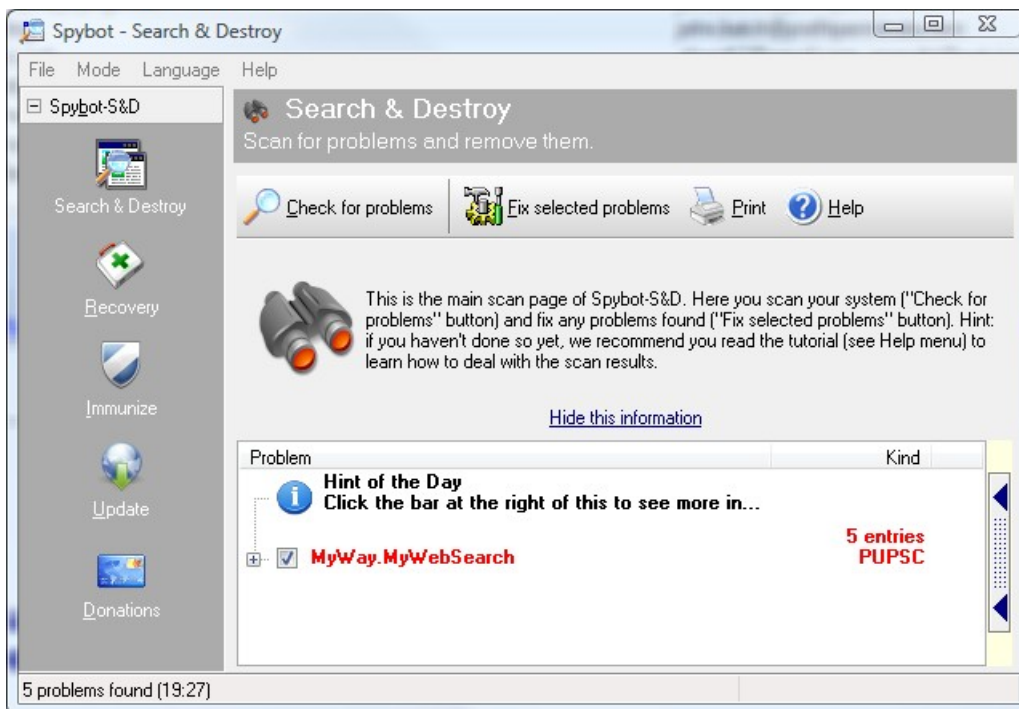 Spybot - Search & Destroy
File Mode Language Help
Spybot-S&D
Search & Destroy
Recovery
Immunize
Update
Donations
Search & Destroy
Scan for problems and remove them.
Check for problems Fix selected problems Print Help
This is the main scan page of Spybot-S&D. Here you scan your system ("Check for
problems" button) and fix any problems found ("Fix selected problems" button). Hint:
if you haven't done so yet, we recommend you read the tutorial (see Help menu) to
learn how to deal with the scan results.
Hide this information
Problem Kind
Hint of the Day
Click the bar at the right of this to see more in...
5 entries
MyWay.MyWebSearch PUPSC
5 problems found (19:27)